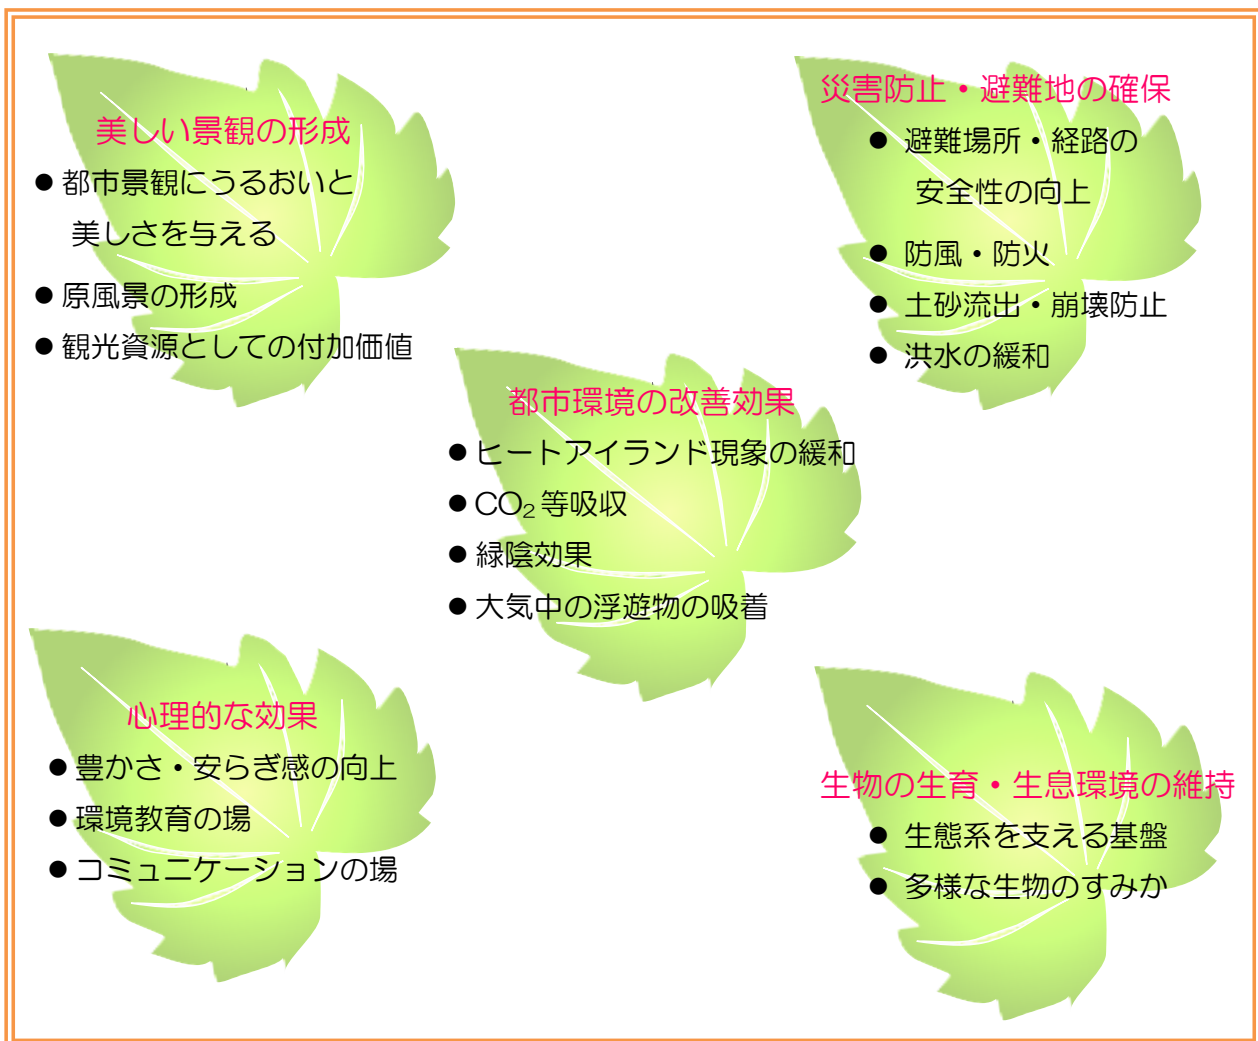 美しい景観の形成
● 都市景観にうるおいと
美しさを与える
● 原風景の形成
● 観光資源としての付加価値
災害防止・避難地の確保
● 避難場所・経路の
安全性の向上
● 防風・防火
● 土砂流出・崩壊防止
● 洪水の緩和
都市環境の改善効果
● ヒートアイランド現象の緩和
● CO₂等吸収
● 緑陰効果
● 大気中の浮遊物の吸着
心理的な効果
● 豊かさ・安らぎ感の向上
● 環境教育の場
● コミュニケーションの場
生物の生育・生息環境の維持
● 生態系を支える基盤
● 多様な生物のすみか